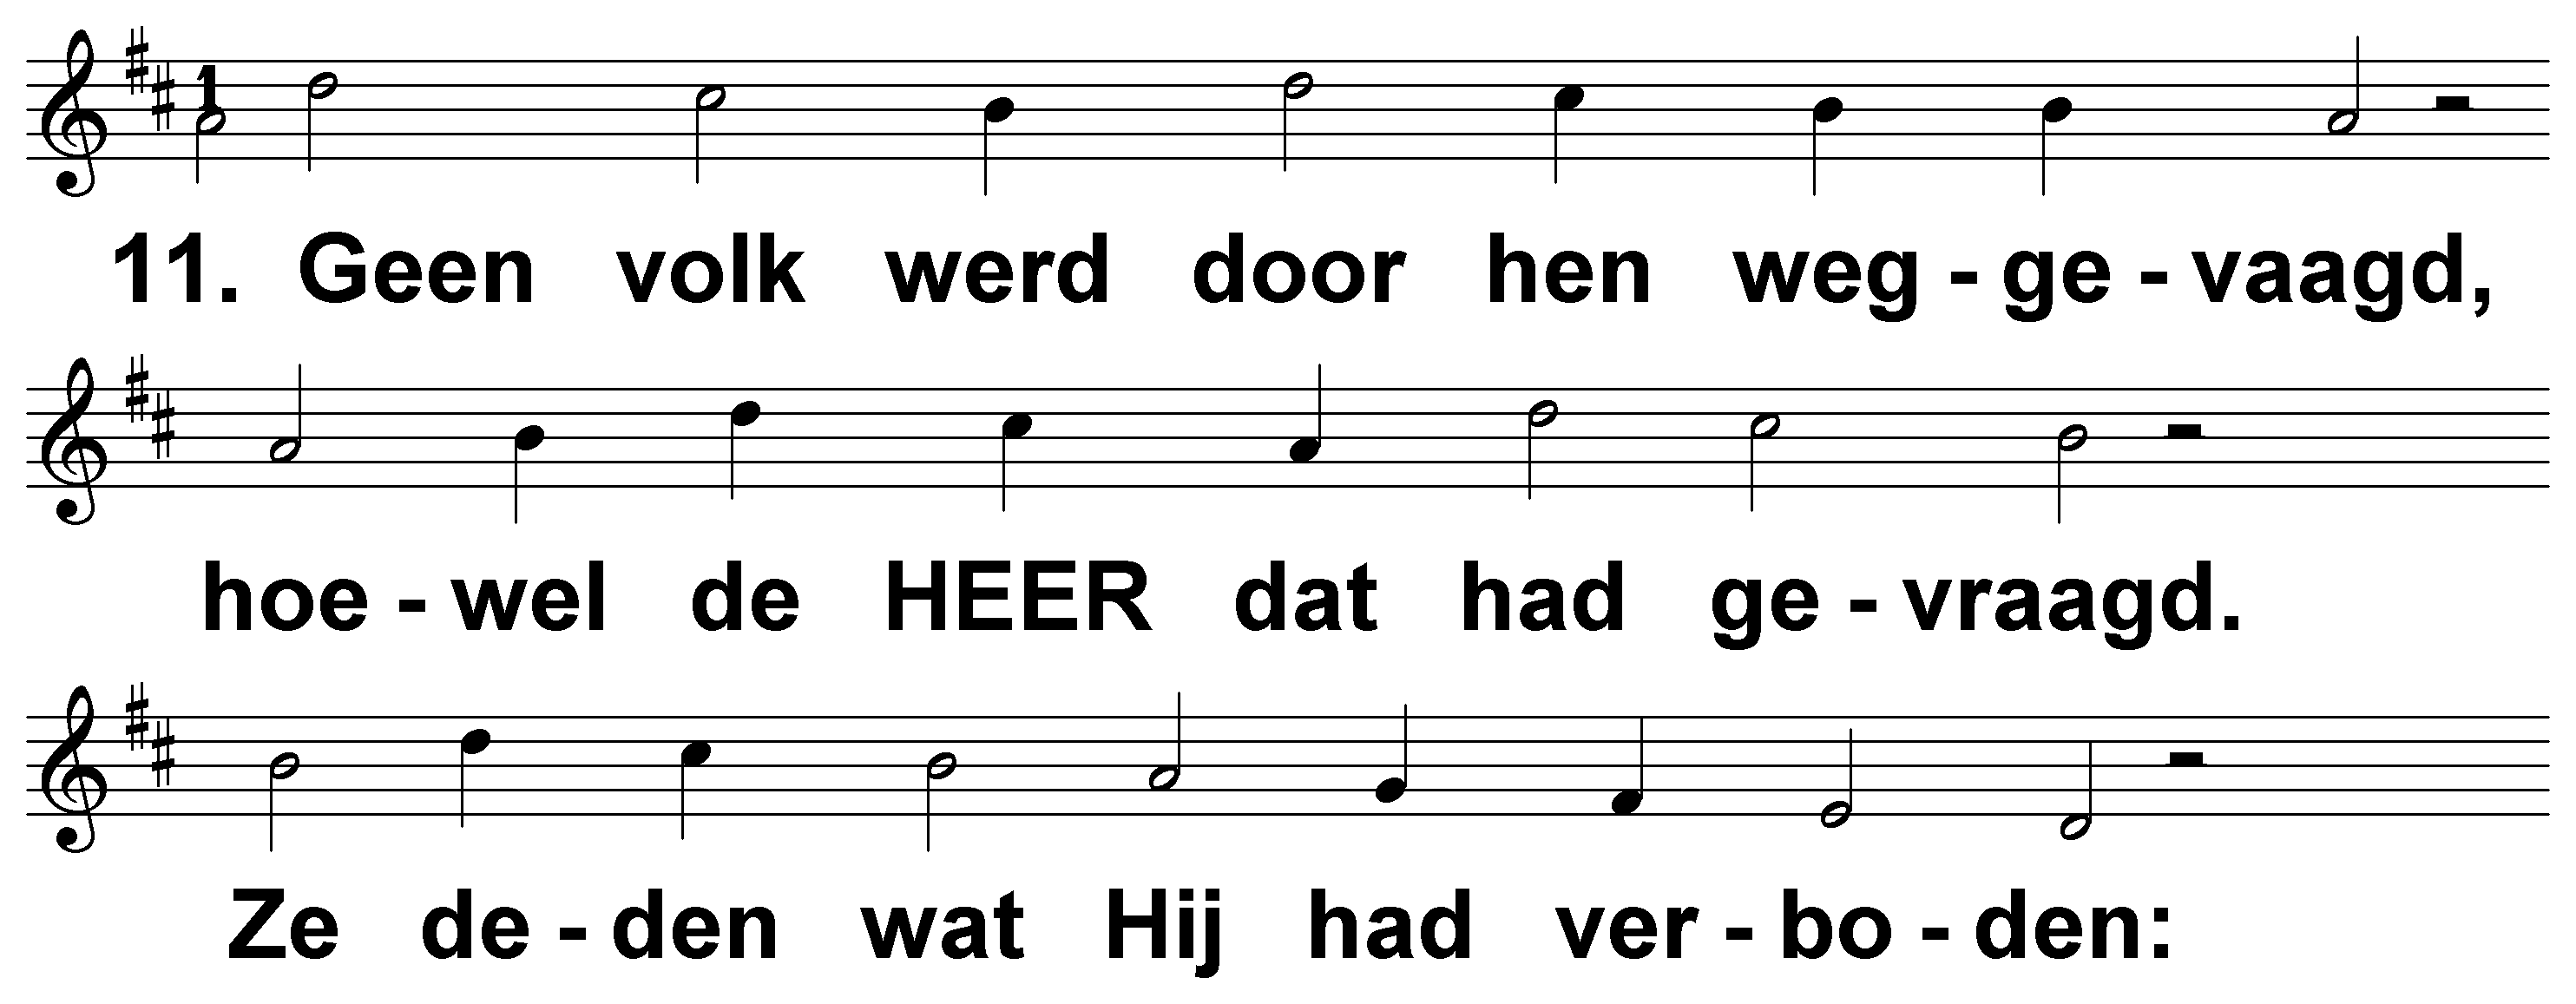 1
11. Geen volk werd door hen weg - ge - vaagd,
hoe - wel de HEER dat had ge - vraagd.
Ze de - den wat Hij had ver - bo - den: